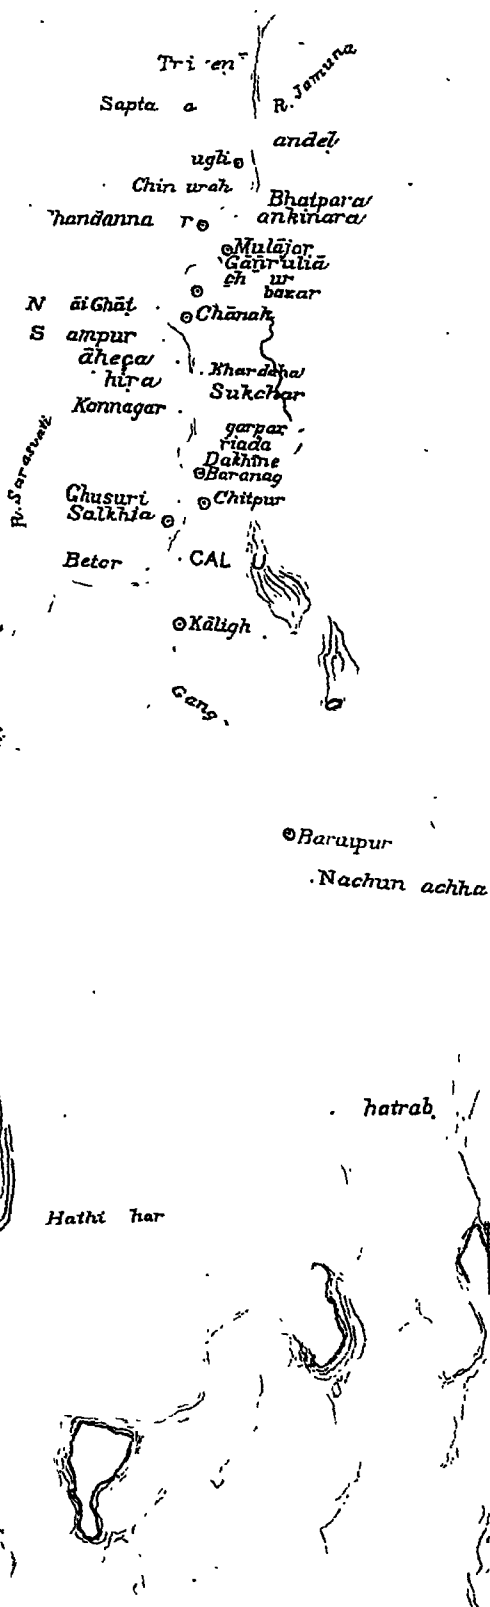 Tri en
R. Jamuna
Sapta a
andel
ugli
Chin urah
Bhatpara
ankinara
handanna r
Mulājor
Gārruliā
ch ur
bazar
N āi Ghāt
Chānak
S ampur
āheça
Khardaha
hira
Sukchar
Konnagar
garpar
riada
Dakhine
Baranag
R. Sarasvati
Ghusuri
Chitpur
Salkhia
Betor
CAL U
Kāligh
Gang
a
Baruipur
Nachun achha
hatrab
Hathi har